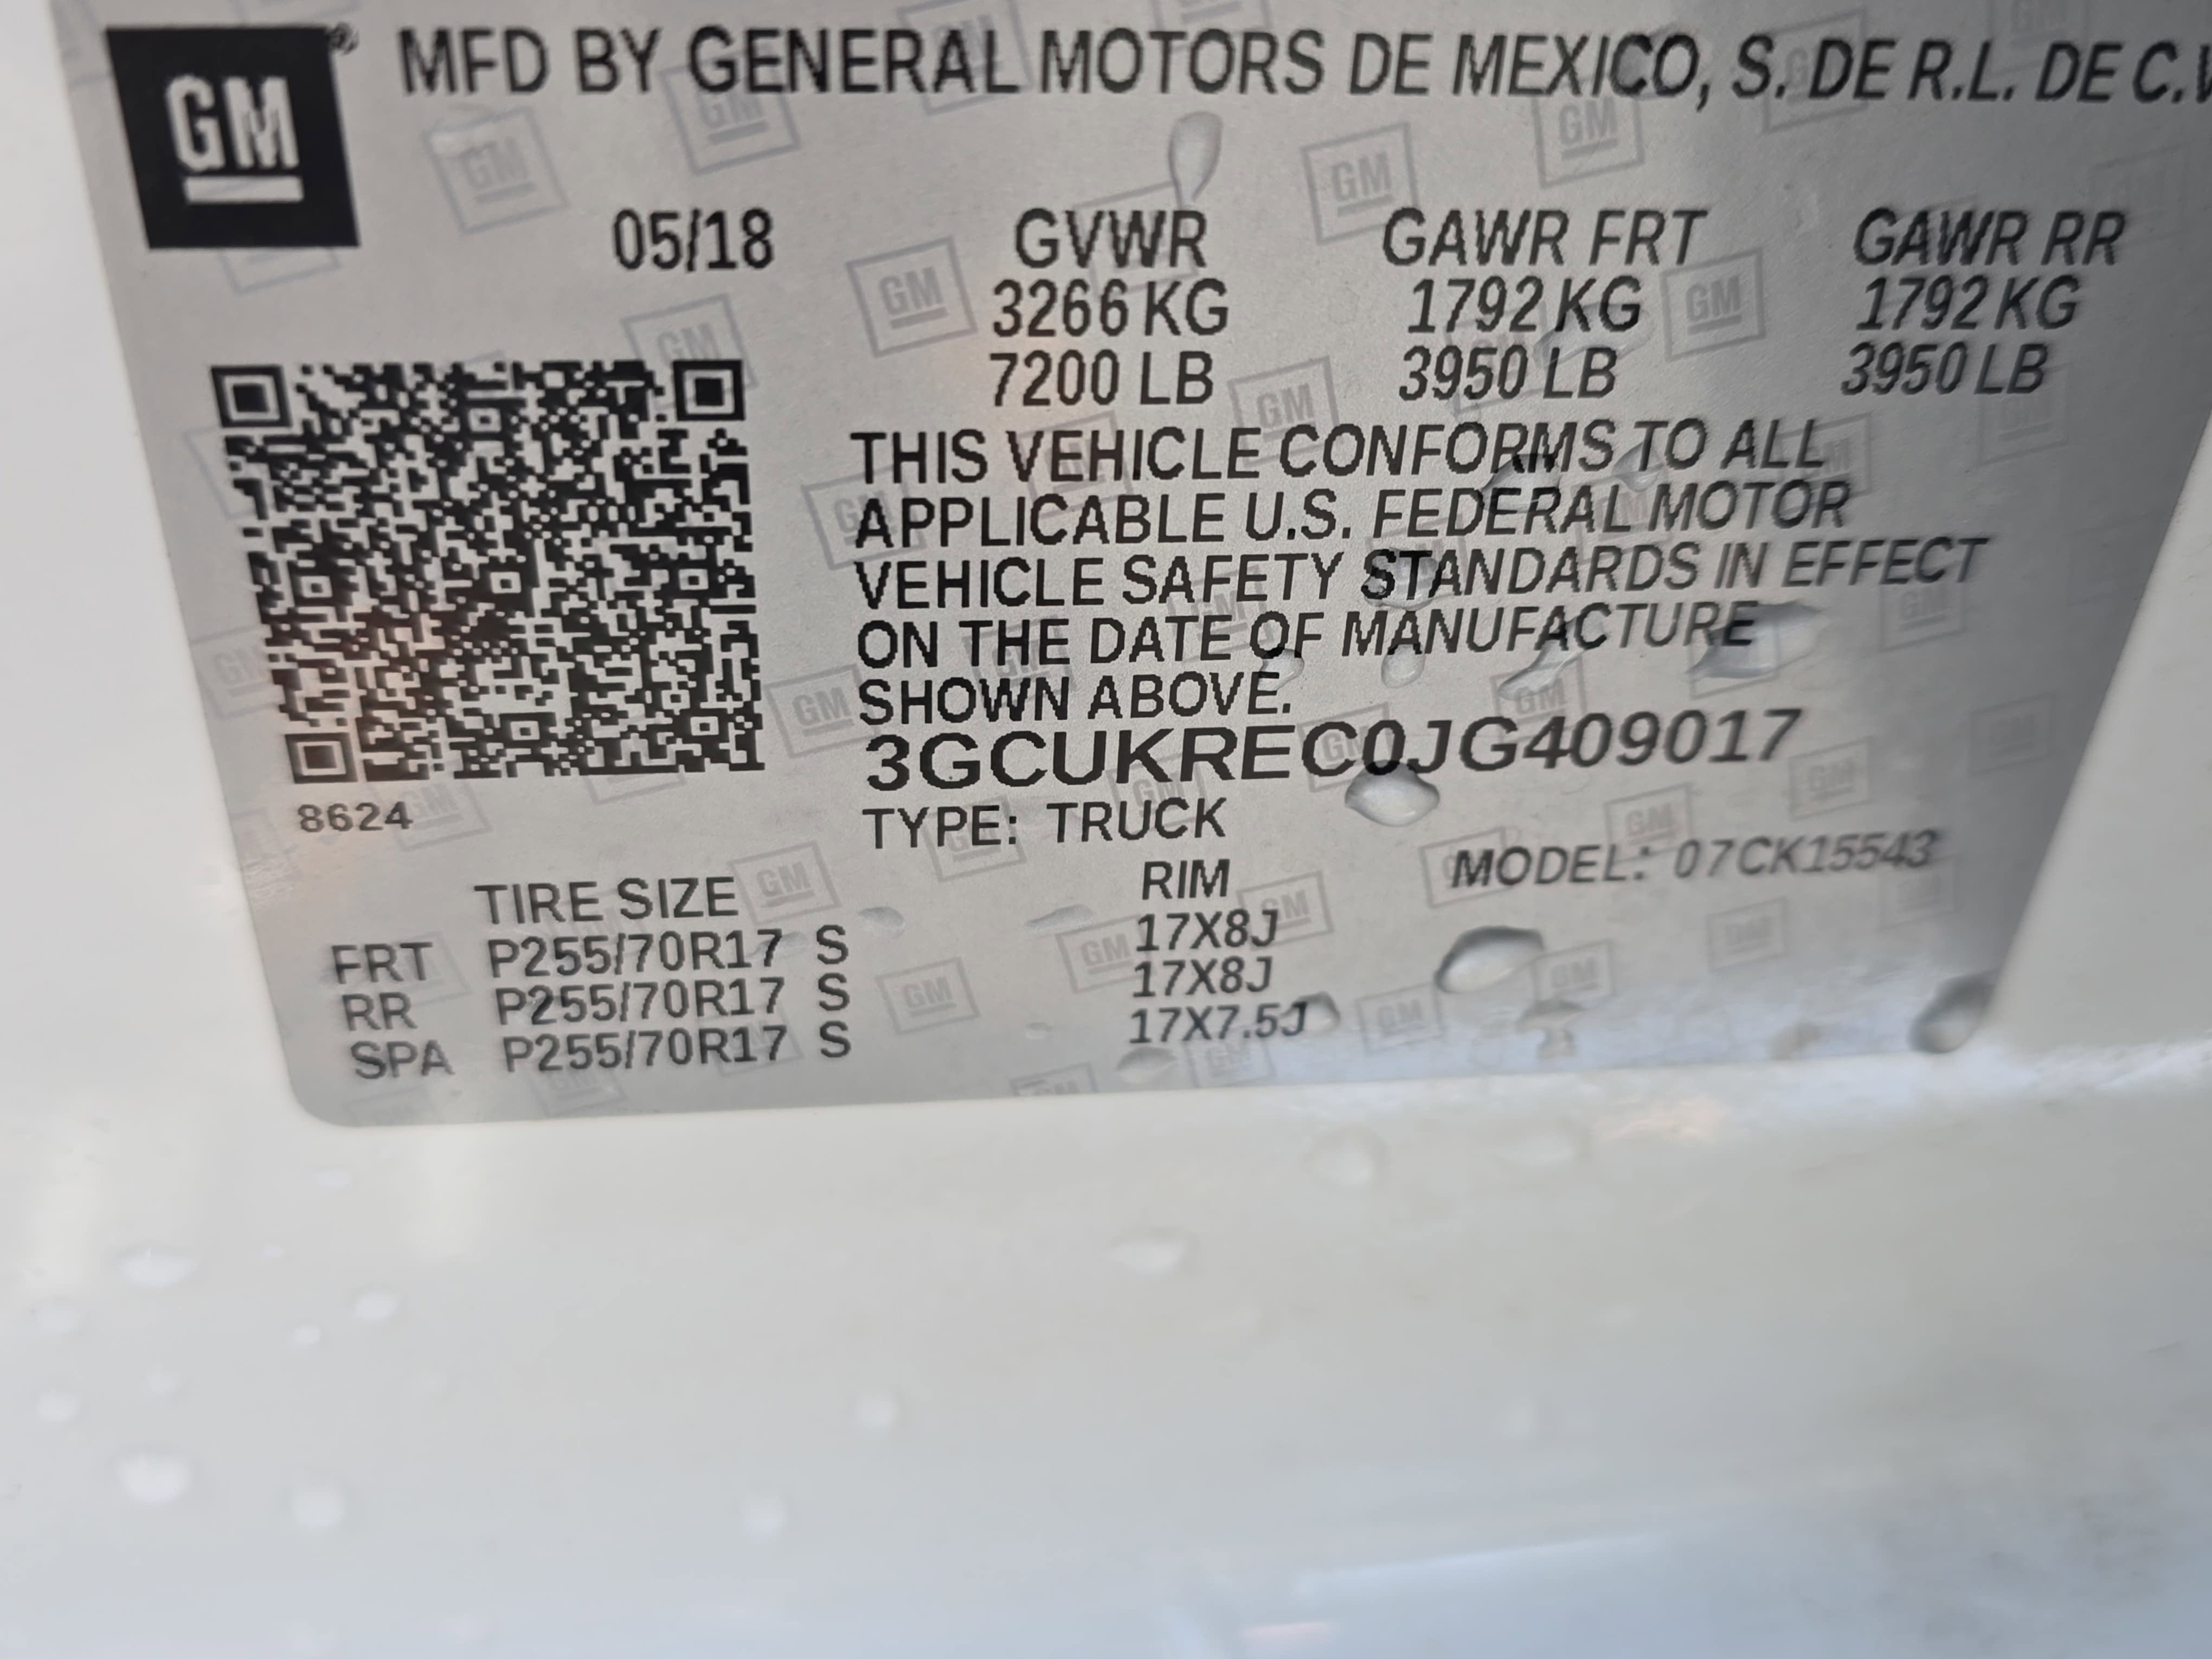 GM ® MFD BY GENERAL MOTORS DE MEXICO, S. DE R.L. DE C.V
05/18 GVWR GAWR FRT GAWR RR
3266 KG 1792 KG 1792 KG
7200 LB 3950 LB 3950 LB
THIS VEHICLE CONFORMS TO ALL
APPLICABLE U.S. FEDERAL MOTOR
VEHICLE SAFETY STANDARDS IN EFFECT
ON THE DATE OF MANUFACTURE
SHOWN ABOVE.
3GCUKREC0JG409017
8624
TYPE: TRUCK
MODEL: 07CK15543
TIRE SIZE RIM
FRT P255/70R17 S 17X8J
RR P255/70R17 S 17X8J
SPA P255/70R17 S 17X7.5J